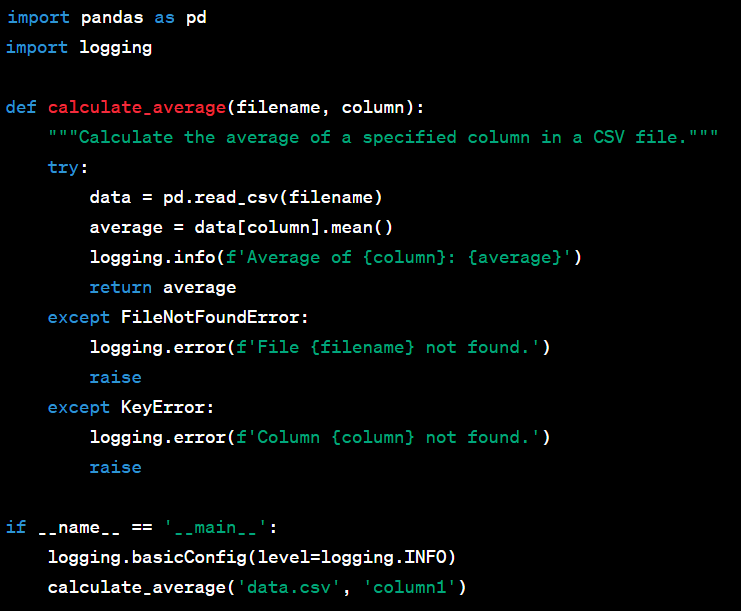 import pandas as pd
import logging

def calculate_average(filename, column):
    """Calculate the average of a specified column in a CSV file."""
    try:
        data = pd.read_csv(filename)
        average = data[column].mean()
        logging.info(f'Average of {column}: {average}')
        return average
    except FileNotFoundError:
        logging.error(f'File {filename} not found.')
        raise
    except KeyError:
        logging.error(f'Column {column} not found.')
        raise

if __name__ == '__main__':
    logging.basicConfig(level=logging.INFO)
    calculate_average('data.csv', 'column1')